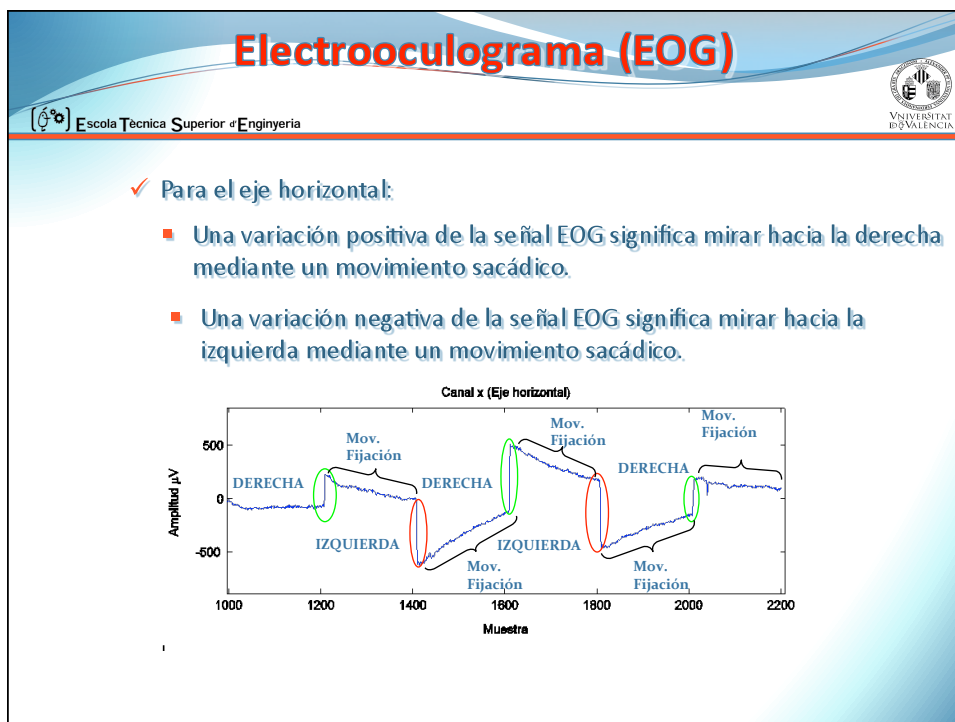 Electrooculograma (EOG)
Escola Tècnica Superior d'Enginyeria
VNIVERSITAT
D VALÈNCIA
✓ Para el eje horizontal:
▪ Una variación positiva de la señal EOG significa mirar hacia la derecha
mediante un movimiento sacádico.
▪ Una variación negativa de la señal EOG significa mirar hacia la
izquierda mediante un movimiento sacádico.
Canal x (Eje horizontal)
Amplitud µV
500
0
-500
DERECHA
Mov.
Fijación
IZQUIERDA
DERECHA
Mov.
Fijación
Mov.
Fijación
IZQUIERDA
DERECHA
Mov.
Fijación
Mov.
Fijación
1000 1200 1400 1600 1800 2000 2200
Muestra